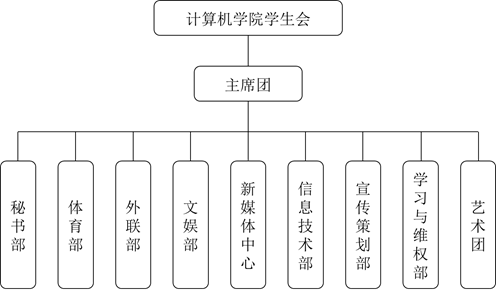 计算机学院学生会
主席团
秘书部
体育部
外联部
文娱部
新媒体中心
信息技术部
宣传策划部
学习与维权部
艺术团